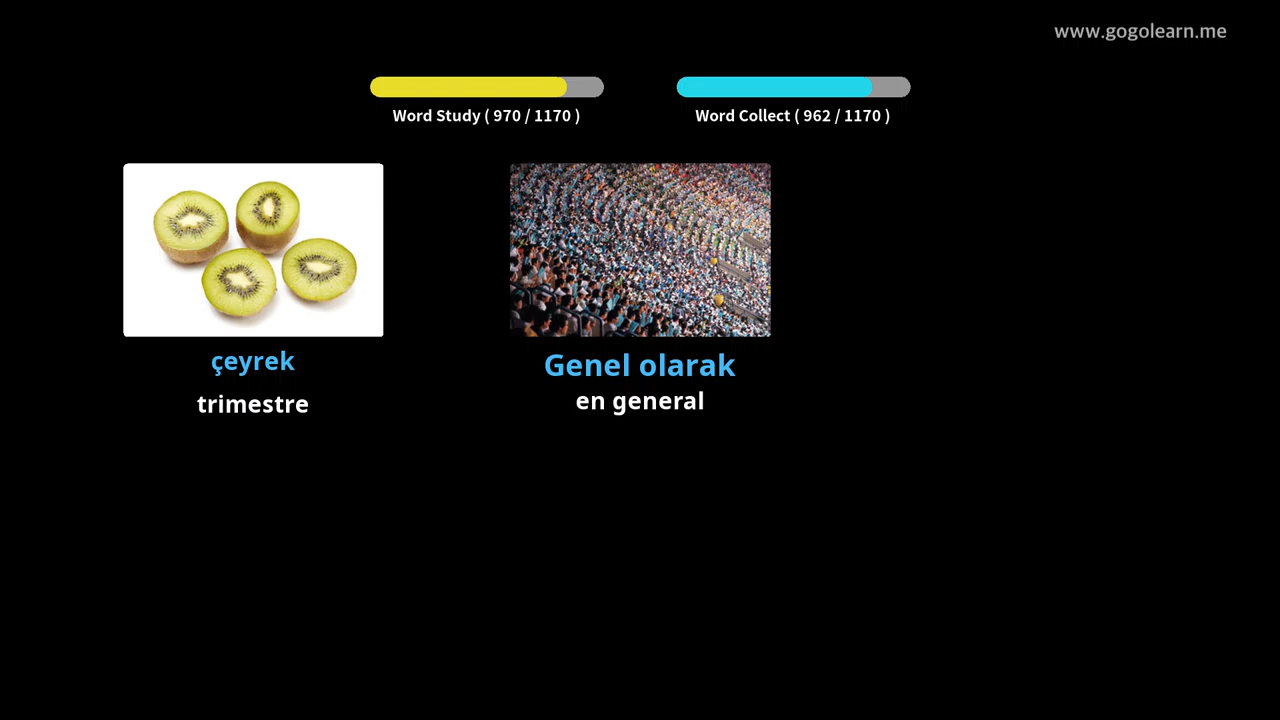 www.gogolearn.me
Word Study ( 970 / 1170 )
Word Collect ( 962 / 1170 )
çeyrek
trimestre
Genel olarak
en general